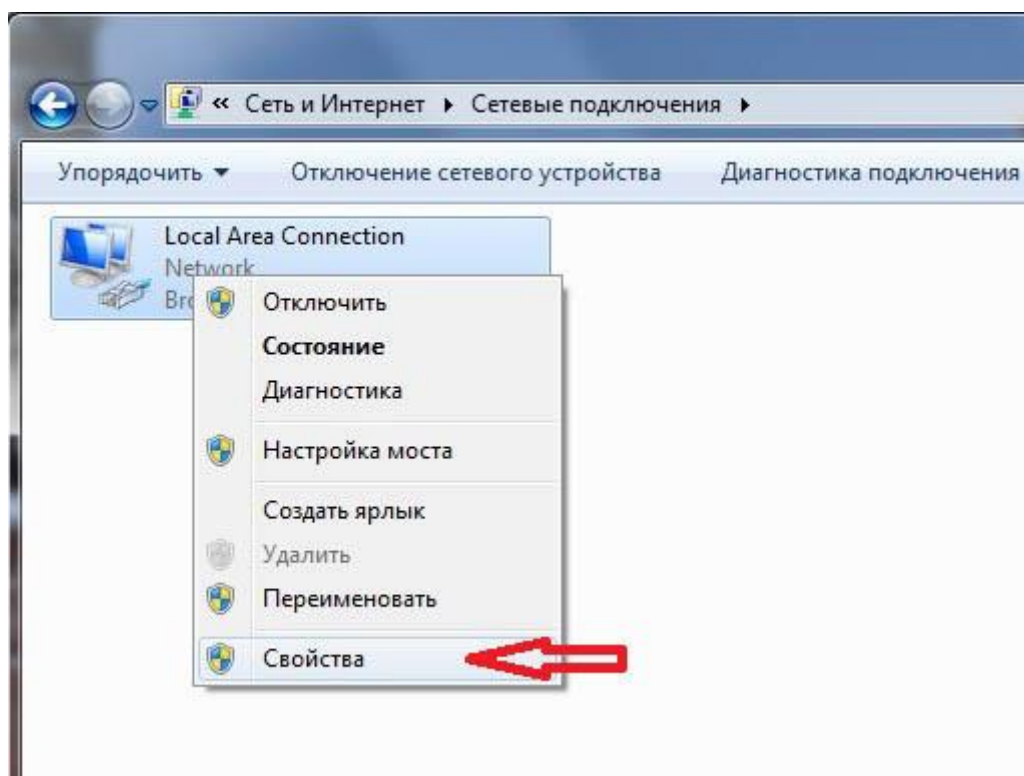 « Сеть и Интернет ▸ Сетевые подключения ▸
Упорядочить ▾ Отключение сетевого устройства Диагностика подключения
Local Area Connection
Network
Отключить
Состояние
Диагностика
Настройка моста
Создать ярлык
Удалить
Переименовать
Свойства